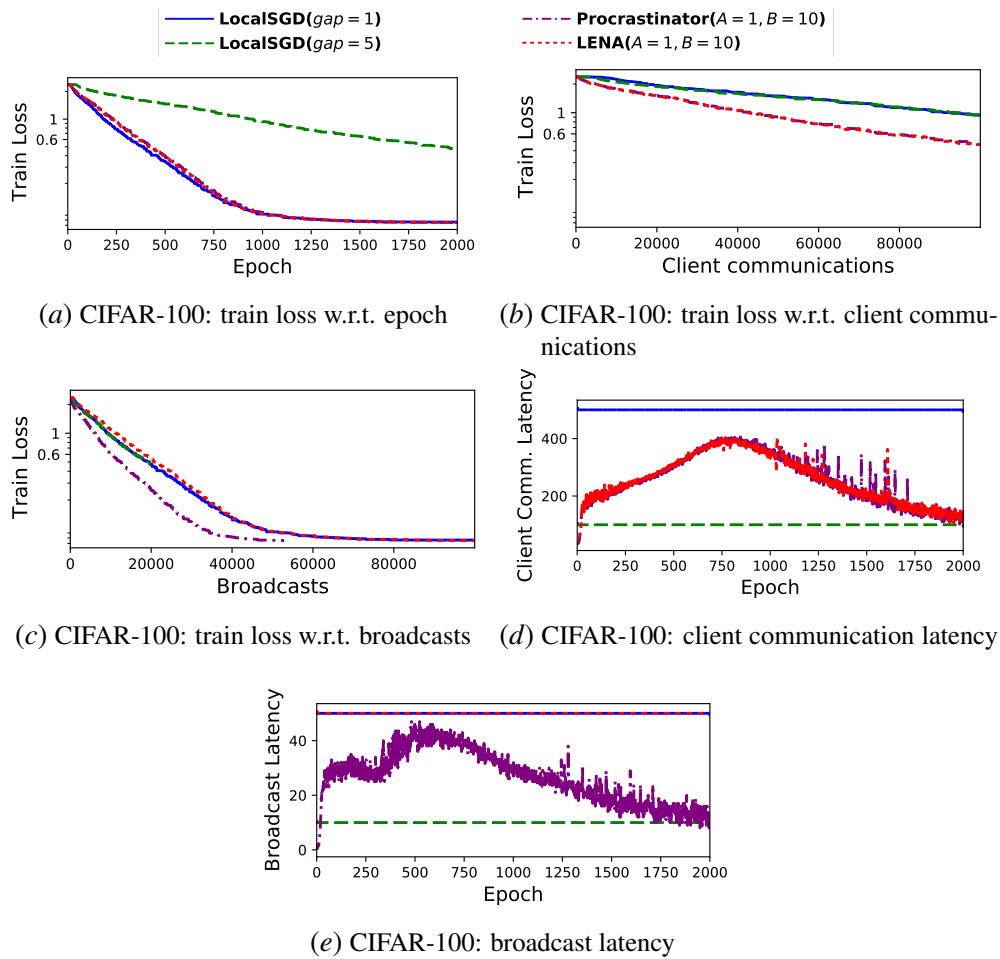 LocalSGD(gap = 1)
LocalSGD(gap = 5)
Procrastinator(A = 1, B = 10)
LENA(A = 1, B = 10)
Train Loss
1
0.6
0 250 500 750 1000 1250 1500 1750 2000
Epoch
(a) CIFAR-100: train loss w.r.t. epoch
Train Loss
1
0.6
0 20000 40000 60000 80000
Client communications
(b) CIFAR-100: train loss w.r.t. client commu-
nications
Train Loss
1
0.6
0 20000 40000 60000 80000
Broadcasts
(c) CIFAR-100: train loss w.r.t. broadcasts
Client Comm. Latency
400
200
0 250 500 750 1000 1250 1500 1750 2000
Epoch
(d) CIFAR-100: client communication latency
Broadcast Latency
40
20
0
0 250 500 750 1000 1250 1500 1750 2000
Epoch
(e) CIFAR-100: broadcast latency